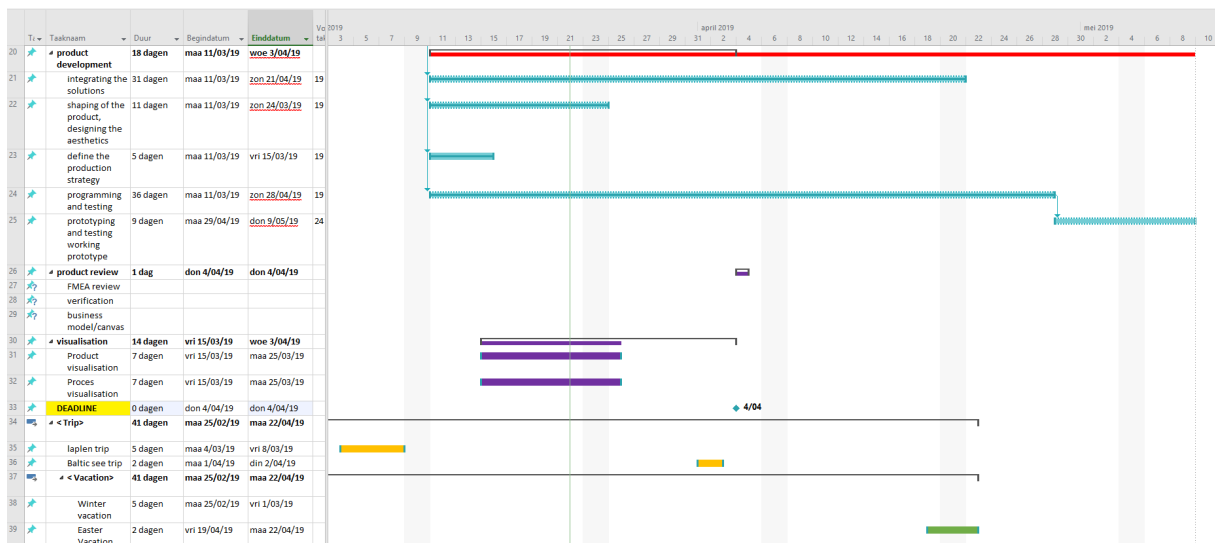 Vo 2019 april 2019 mei 2019
Ti Taaknaam Duur Begindatum Einddatum tal 3 5 7 9 11 13 15 17 19 21 23 25 27 29 31 2 4 6 8 10 12 14 16 18 20 22 24 26 28 30 2 4 6 8 10
20 product 18 dagen maa 11/03/19 woe 3/04/19
development
21 integrating the 31 dagen maa 11/03/19 zon 21/04/19 19
solutions
22 shaping of the 11 dagen maa 11/03/19 zon 24/03/19 19
product,
designing the
aesthetics
23 define the 5 dagen maa 11/03/19 vri 15/03/19 19
production
strategy
24 programming 36 dagen maa 11/03/19 zon 28/04/19 19
and testing
25 prototyping 9 dagen maa 29/04/19 don 9/05/19 24
and testing
working
prototype
26 product review 1 dag don 4/04/19 don 4/04/19
27 FMEA review
28 verification
29 business
model/canvas
30 visualisation 14 dagen vri 15/03/19 woe 3/04/19
31 Product 7 dagen vri 15/03/19 maa 25/03/19
visualisation
32 Proces 7 dagen vri 15/03/19 maa 25/03/19
visualisation
33 DEADLINE 0 dagen don 4/04/19 don 4/04/19 4/04
34 < Trip> 41 dagen maa 25/02/19 maa 22/04/19
35 laplen trip 5 dagen maa 4/03/19 vri 8/03/19
36 Baltic see trip 2 dagen maa 1/04/19 din 2/04/19
37 < Vacation> 41 dagen maa 25/02/19 maa 22/04/19
38 Winter 5 dagen maa 25/02/19 vri 1/03/19
vacation
39 Easter 2 dagen vri 19/04/19 maa 22/04/19
Vacation